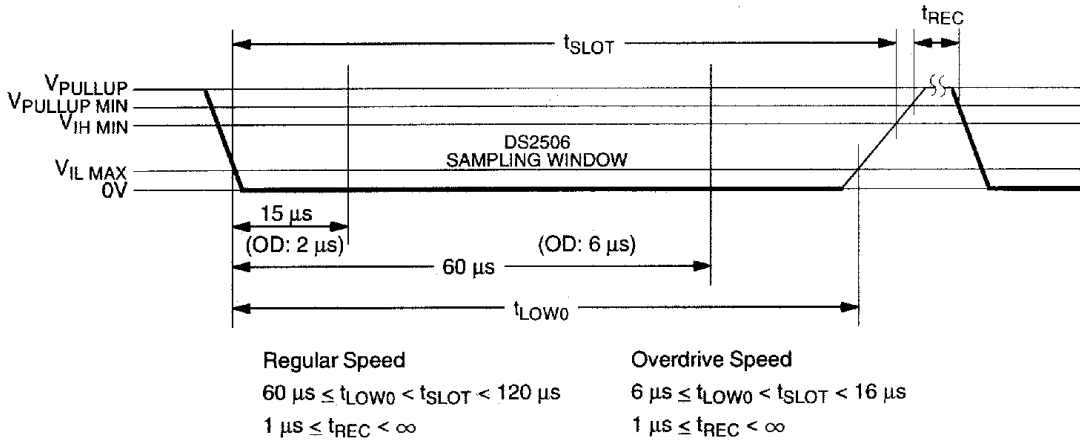 tREC
tSLOT
VPULLUP
VPULLUP MIN
VIH MIN
DS2506
SAMPLING WINDOW
VIL MAX
0V
15 µs
(OD: 2 µs)
(OD: 6 µs)
60 µs
tLOW0
Regular Speed
60 µs ≤ tLOW0 < tSLOT < 120 µs
1 µs ≤ tREC < ∞
Overdrive Speed
6 µs ≤ tLOW0 < tSLOT < 16 µs
1 µs ≤ tREC < ∞